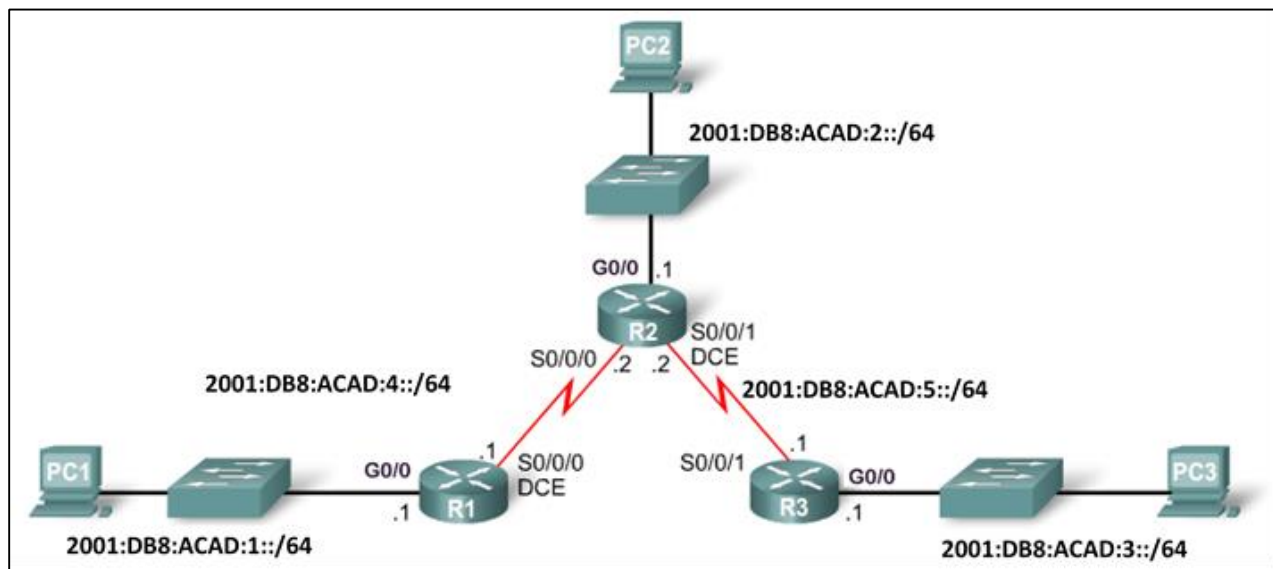 PC2
2001:DB8:ACAD:2::/64
G0/0 .1
R2
S0/0/1
DCE
S0/0/0 .2 .2
2001:DB8:ACAD:4::/64
2001:DB8:ACAD:5::/64
.1 S0/0/0
DCE
S0/0/1 .1
PC1
G0/0
.1
R1
R3
G0/0
.1
PC3
2001:DB8:ACAD:1::/64
2001:DB8:ACAD:3::/64